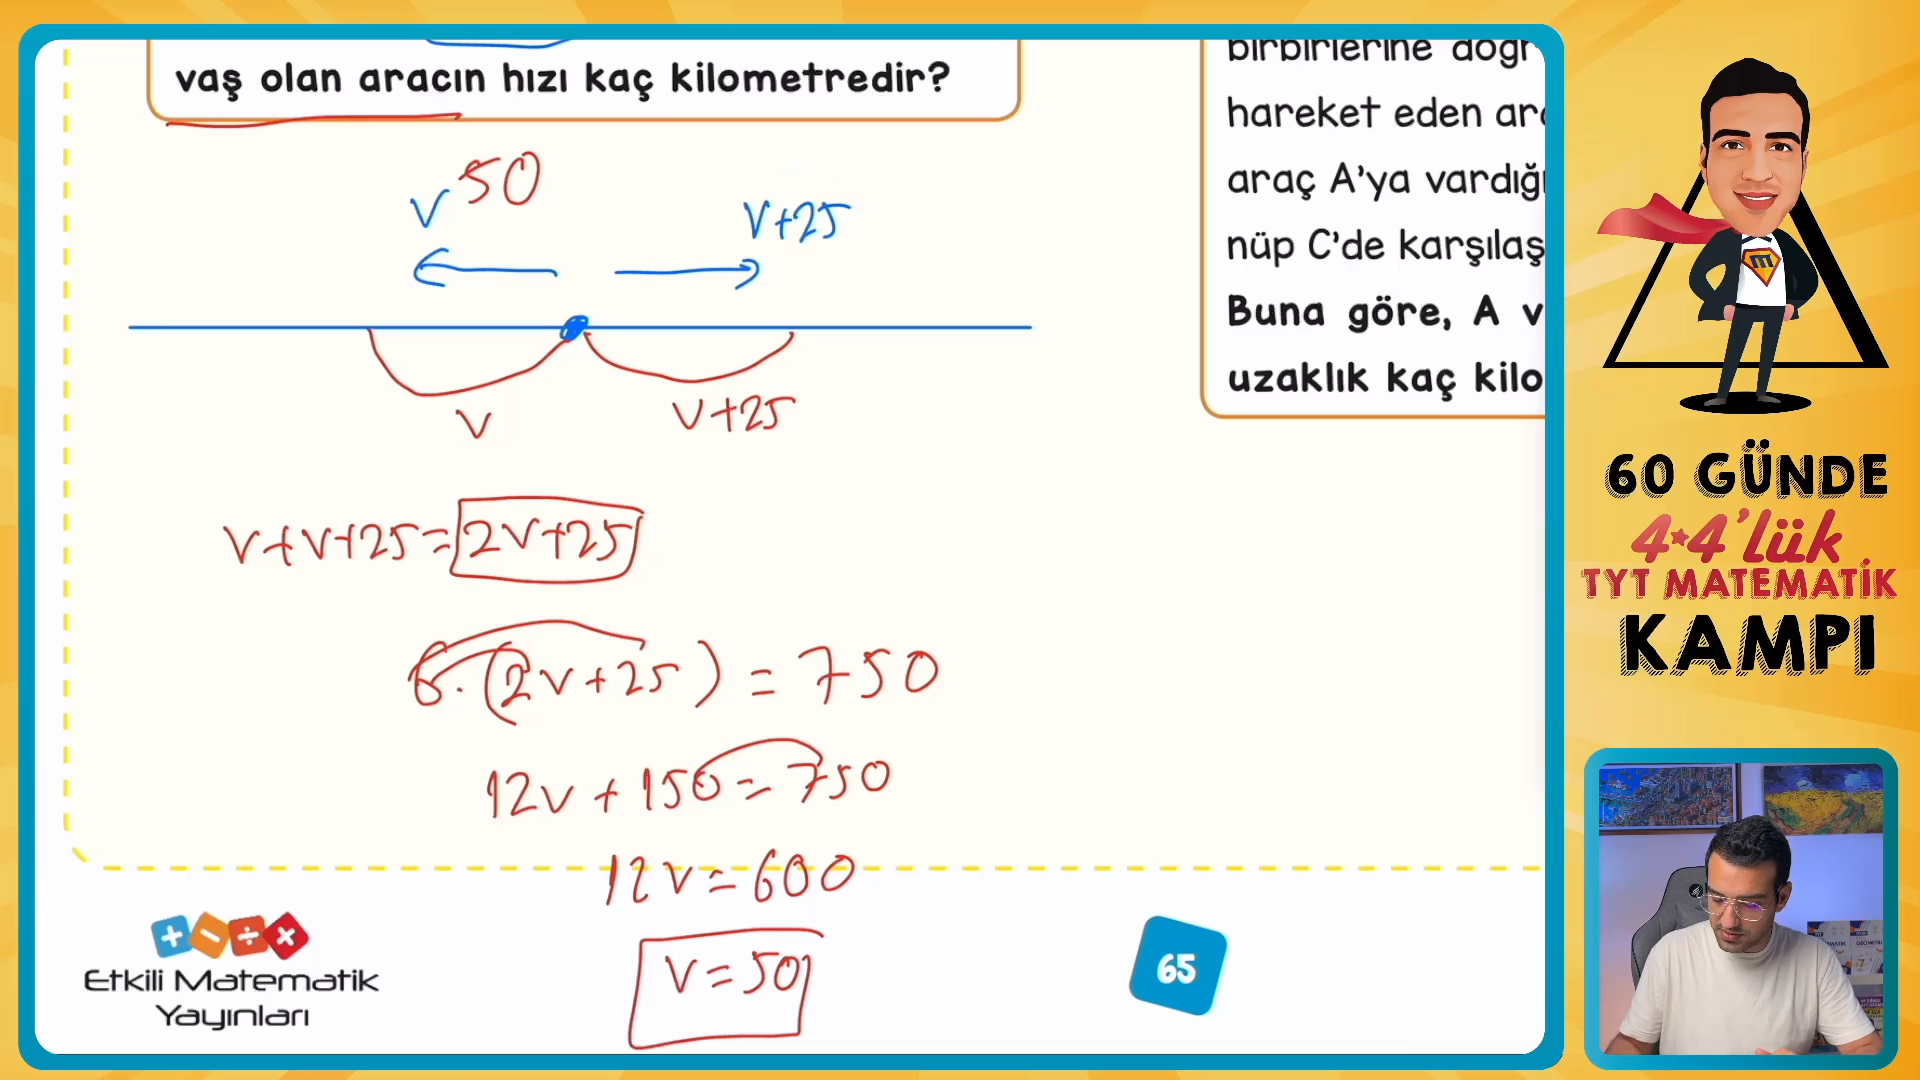 vaş olan aracın hızı kaç kilometredir?
v 50
v+25
v
v+25
v+v+25=2v+25
6.(2v+25)=750
12v+150=750
12v=600
v=50
birbirlerine doğr
hareket eden ar
araç A'ya vardığ
nüp C'de karşılaş
Buna göre, A v
uzaklık kaç kilo
Etkili Matematik
Yayınları
65
60 GÜNDE
4★4'lük
TYT MATEMATİK
KAMPI